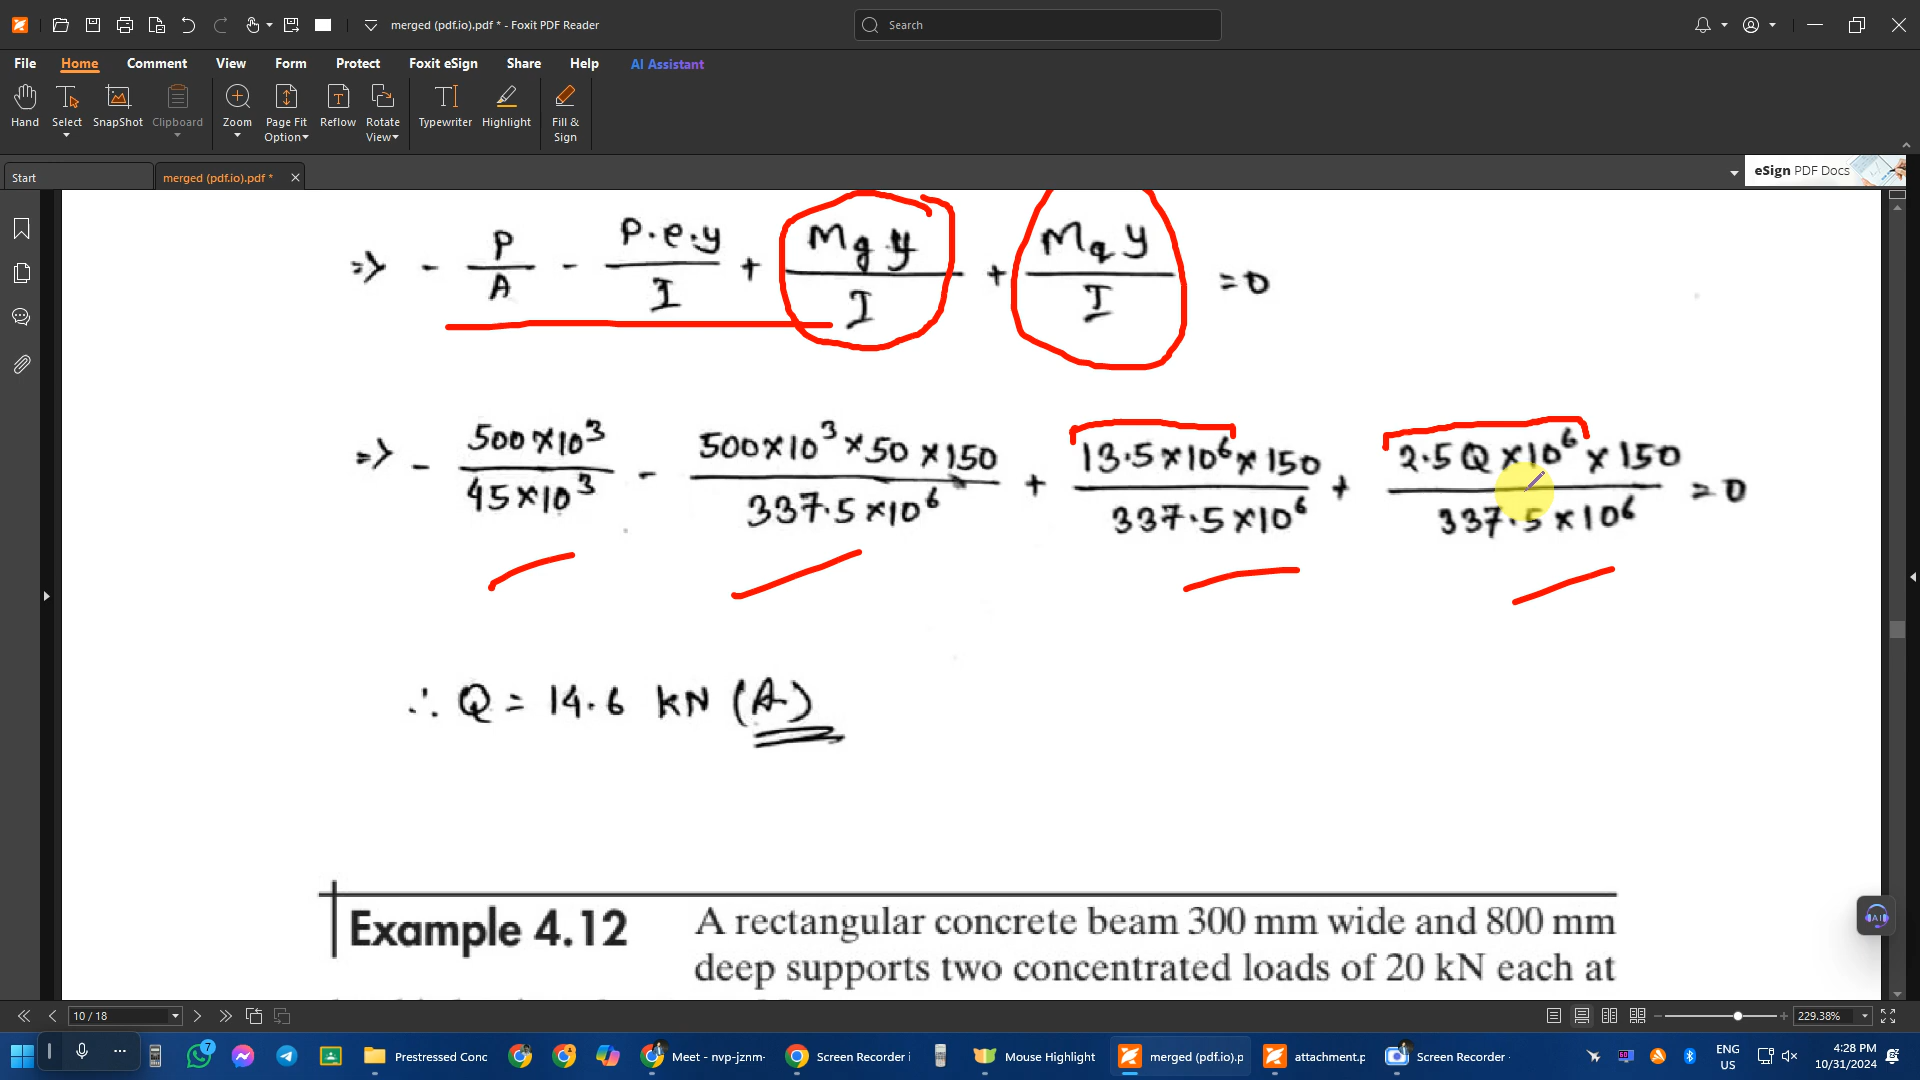 merged (pdf.io).pdf * - Foxit PDF Reader
Search
File Home Comment View Form Protect Foxit eSign Share Help AI Assistant
Hand Select SnapShot Clipboard Zoom Page Fit Option Reflow Rotate View Typewriter Highlight Fill & Sign
Start merged (pdf.io).pdf * eSign PDF Docs
=> - P/A - P.e.y/I + Mg y/I + Mq y/I = 0
=> - 500×10³/45×10³ - 500×10³×50×150/337.5×10⁶ + 13.5×10⁶×150/337.5×10⁶ + 2.5Q×10⁶×150/337.5×10⁶ = 0
∴ Q = 14.6 kN (A)
Example 4.12 A rectangular concrete beam 300 mm wide and 800 mm
deep supports two concentrated loads of 20 kN each at
10 / 18 229.38%
7 Prestressed Conc Meet - nvp-jznm- Screen Recorder i Mouse Highlight merged (pdf.io).p attachment.p Screen Recorder ENG US 4:28 PM 10/31/2024